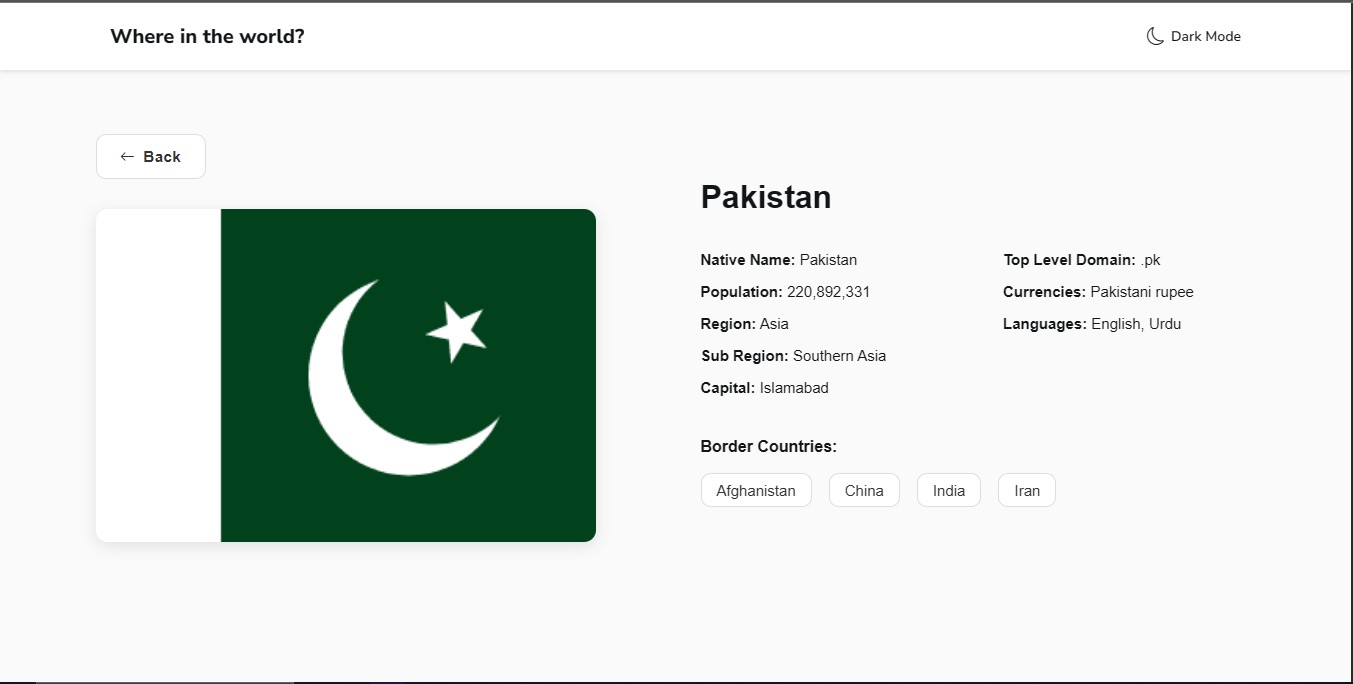 Where in the world?
Dark Mode
Back
Pakistan
Native Name: Pakistan
Population: 220,892,331
Region: Asia
Sub Region: Southern Asia
Capital: Islamabad
Top Level Domain: .pk
Currencies: Pakistani rupee
Languages: English, Urdu
Border Countries:
Afghanistan
China
India
Iran